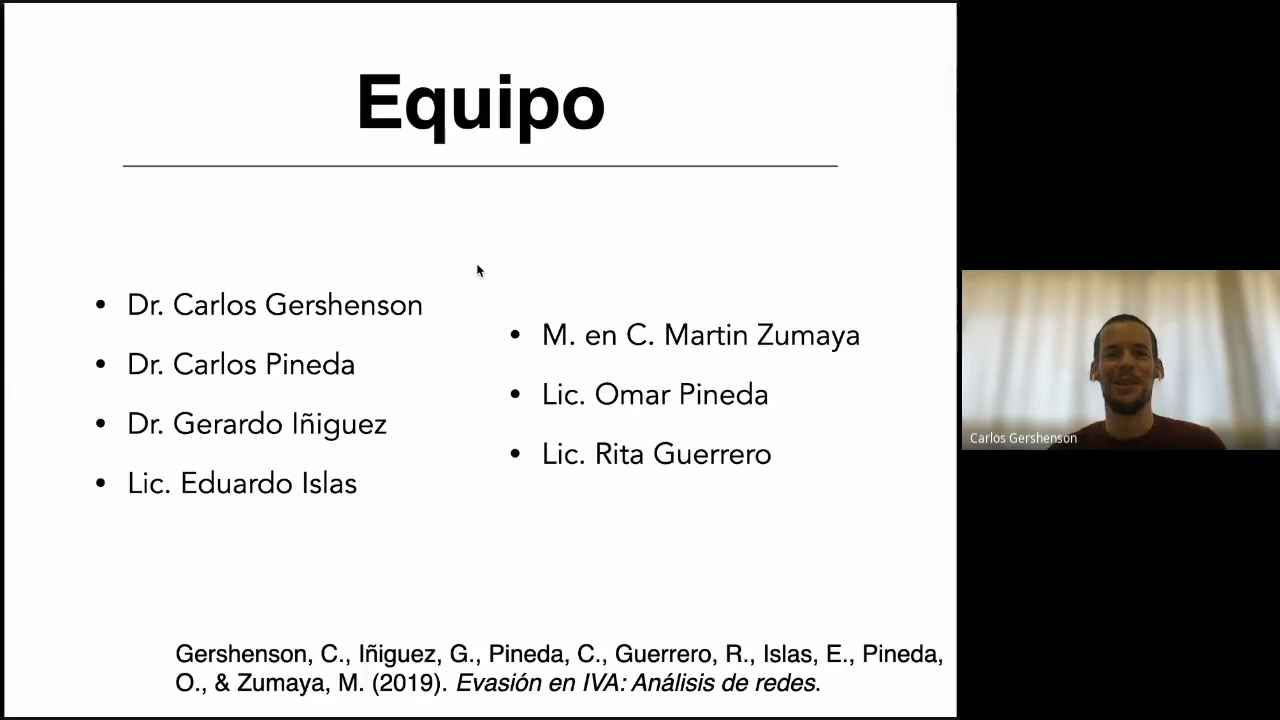 Equipo
• Dr. Carlos Gershenson
• Dr. Carlos Pineda
• Dr. Gerardo Iñiguez
• Lic. Eduardo Islas
• M. en C. Martin Zumaya
• Lic. Omar Pineda
• Lic. Rita Guerrero
Gershenson, C., Iñiguez, G., Pineda, C., Guerrero, R., Islas, E., Pineda,
O., & Zumaya, M. (2019). Evasión en IVA: Análisis de redes.
Carlos Gershenson